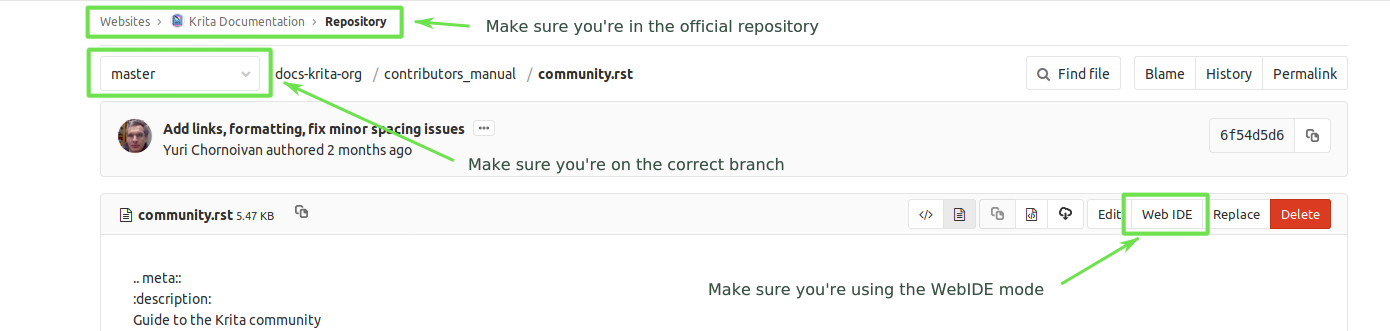 Websites > Krita Documentation > Repository
Make sure you're in the official repository
master docs-krita-org / contributors_manual / community.rst Find file Blame History Permalink
Add links, formatting, fix minor spacing issues ...
Yuri Chornoivan authored 2 months ago 6f54d5d6
Make sure you're on the correct branch
community.rst 5.47 KB </> Edit Web IDE Replace Delete
.. meta::
:description:
Guide to the Krita community
Make sure you're using the WebIDE mode